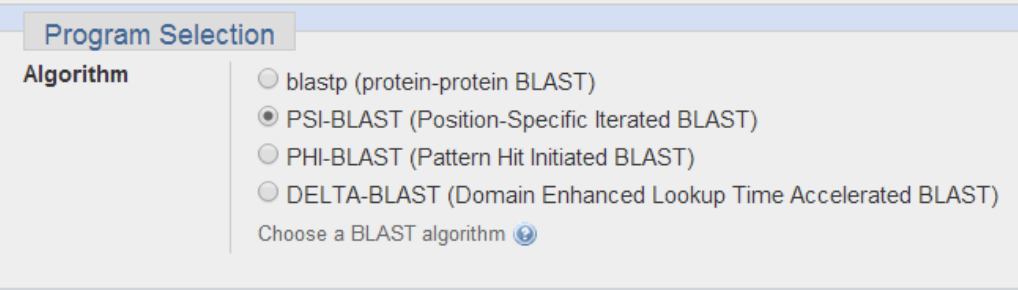 Program Selection
Algorithm
blastp (protein-protein BLAST)
PSI-BLAST (Position-Specific Iterated BLAST)
PHI-BLAST (Pattern Hit Initiated BLAST)
DELTA-BLAST (Domain Enhanced Lookup Time Accelerated BLAST)
Choose a BLAST algorithm ?